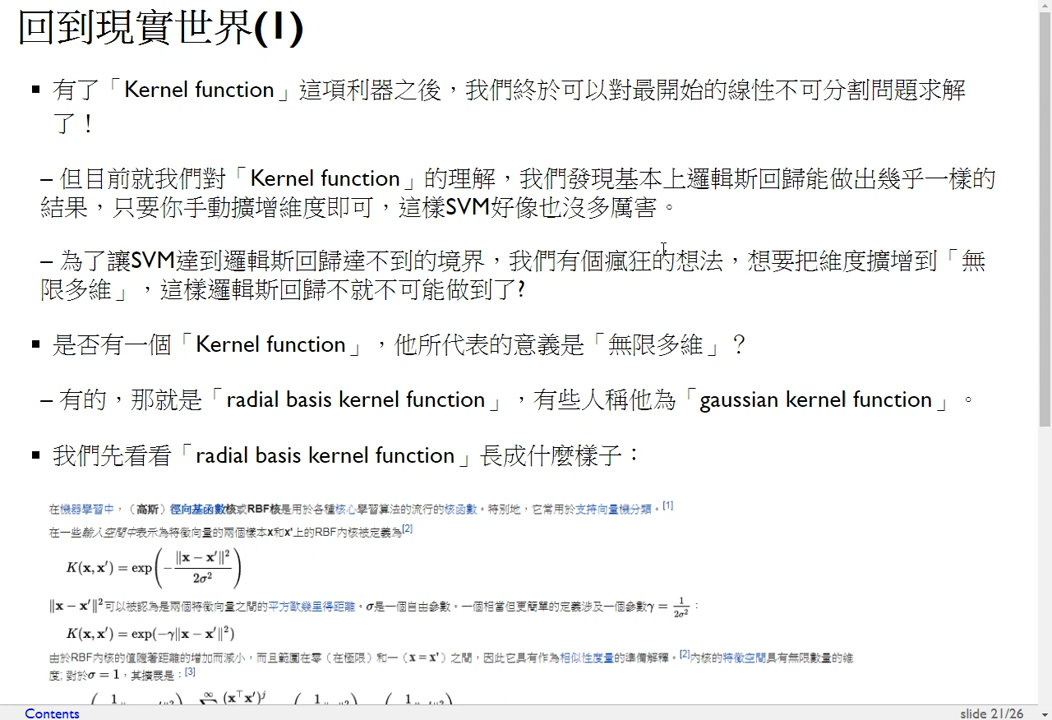 回到現實世界(1)
▪ 有了「Kernel function」這項利器之後，我們終於可以對最開始的線性不可分割問題求解
了！
– 但目前就我們對「Kernel function」的理解，我們發現基本上邏輯斯回歸能做出幾乎一樣的
結果，只要你手動擴增維度即可，這樣SVM好像也沒多厲害。
– 為了讓SVM達到邏輯斯回歸達不到的境界，我們有個瘋狂的想法，想要把維度擴增到「無
限多維」，這樣邏輯斯回歸不就不可能做到了?
▪ 是否有一個「Kernel function」，他所代表的意義是「無限多維」？
– 有的，那就是「radial basis kernel function」，有些人稱他為「gaussian kernel function」。
▪ 我們先看看「radial basis kernel function」長成什麼樣子：
在機器學習中，（高斯）徑向基函數核或RBF核是用於各種核心學習算法的流行的核函數。特別地，它常用於支持向量機分類。[1]
在一些輸入空間中表示為特徵向量的兩個樣本x和x'上的RBF內核被定義為[2]
K(x, x′) = exp(−‖x − x′‖² / 2σ²)
‖x − x′‖²可以被認為是兩個特徵向量之間的平方歐幾里得距離。σ是一個自由參數。一個相當但更簡單的定義涉及一個參數γ = 1/2σ²：
K(x, x′) = exp(−γ‖x − x′‖²)
由於RBF內核的值隨著距離的增加而減小，而且範圍在零（在極限）和一（x = x'）之間，因此它具有作為相似性度量的準備解釋。[2]內核的特徵空間具有無限數量的維
度; 對於σ = 1，其擴展是：[3]
Contents
slide 21/26